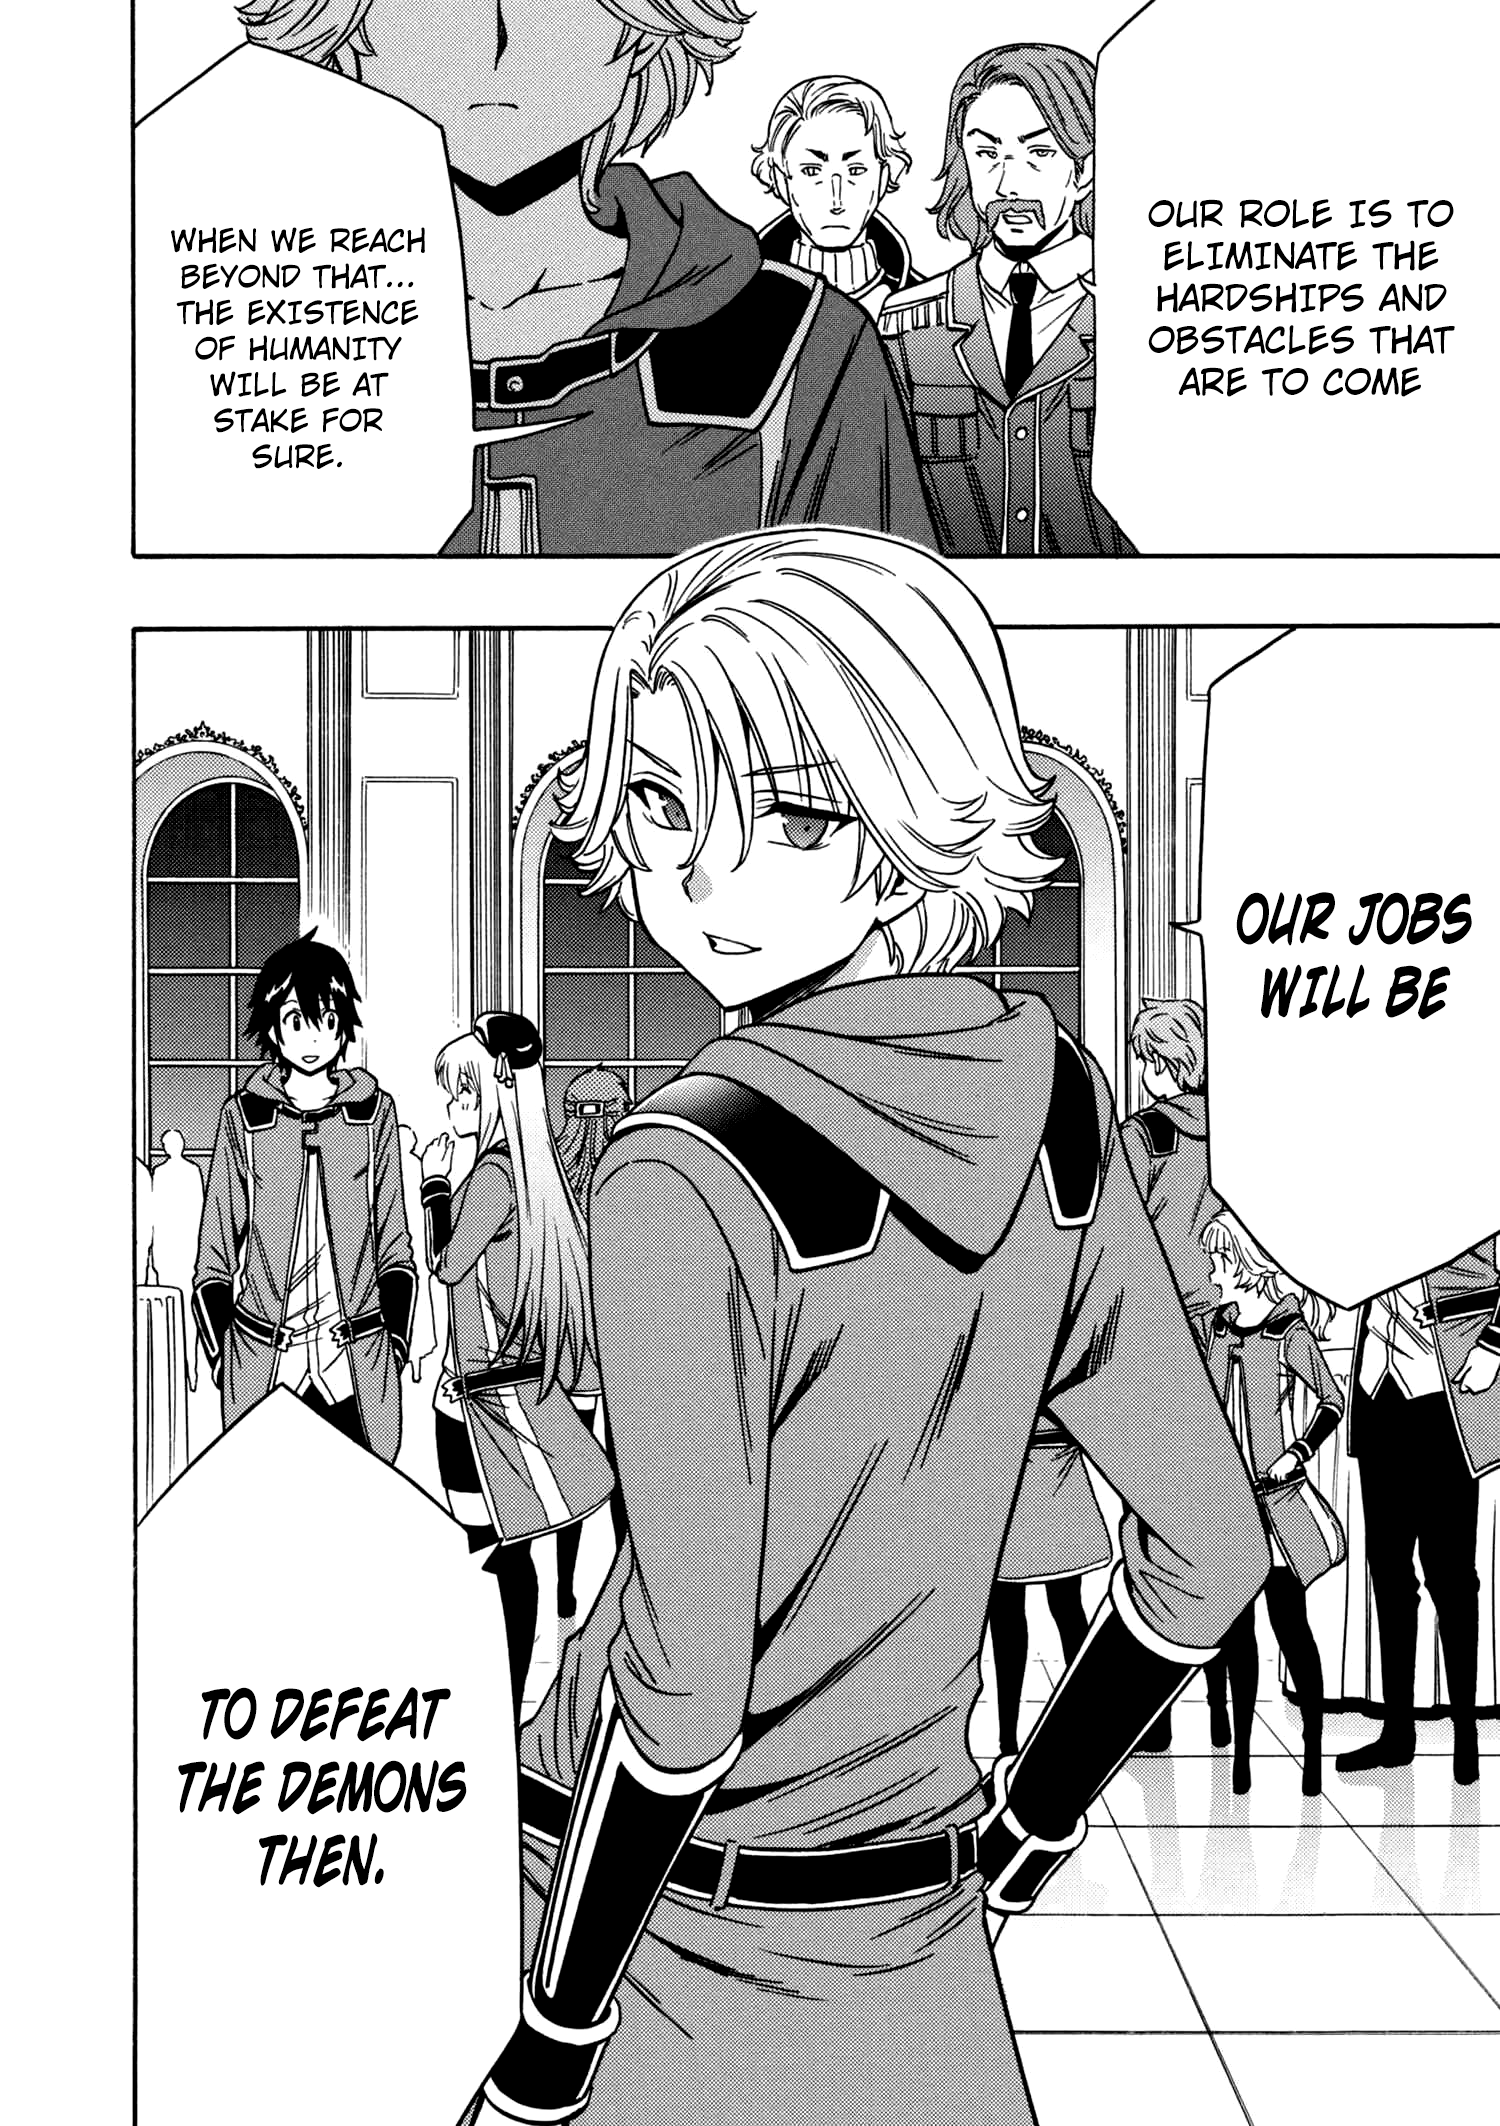 OUR ROLE IS TO
ELIMINATE THE
HARDSHIPS AND
OBSTACLES THAT
ARE TO COME
WHEN WE REACH
BEYOND THAT...
THE EXISTENCE
OF HUMANITY
WILL BE AT
STAKE FOR
SURE.
OUR JOBS
WILL BE
TO DEFEAT
THE DEMONS
THEN.